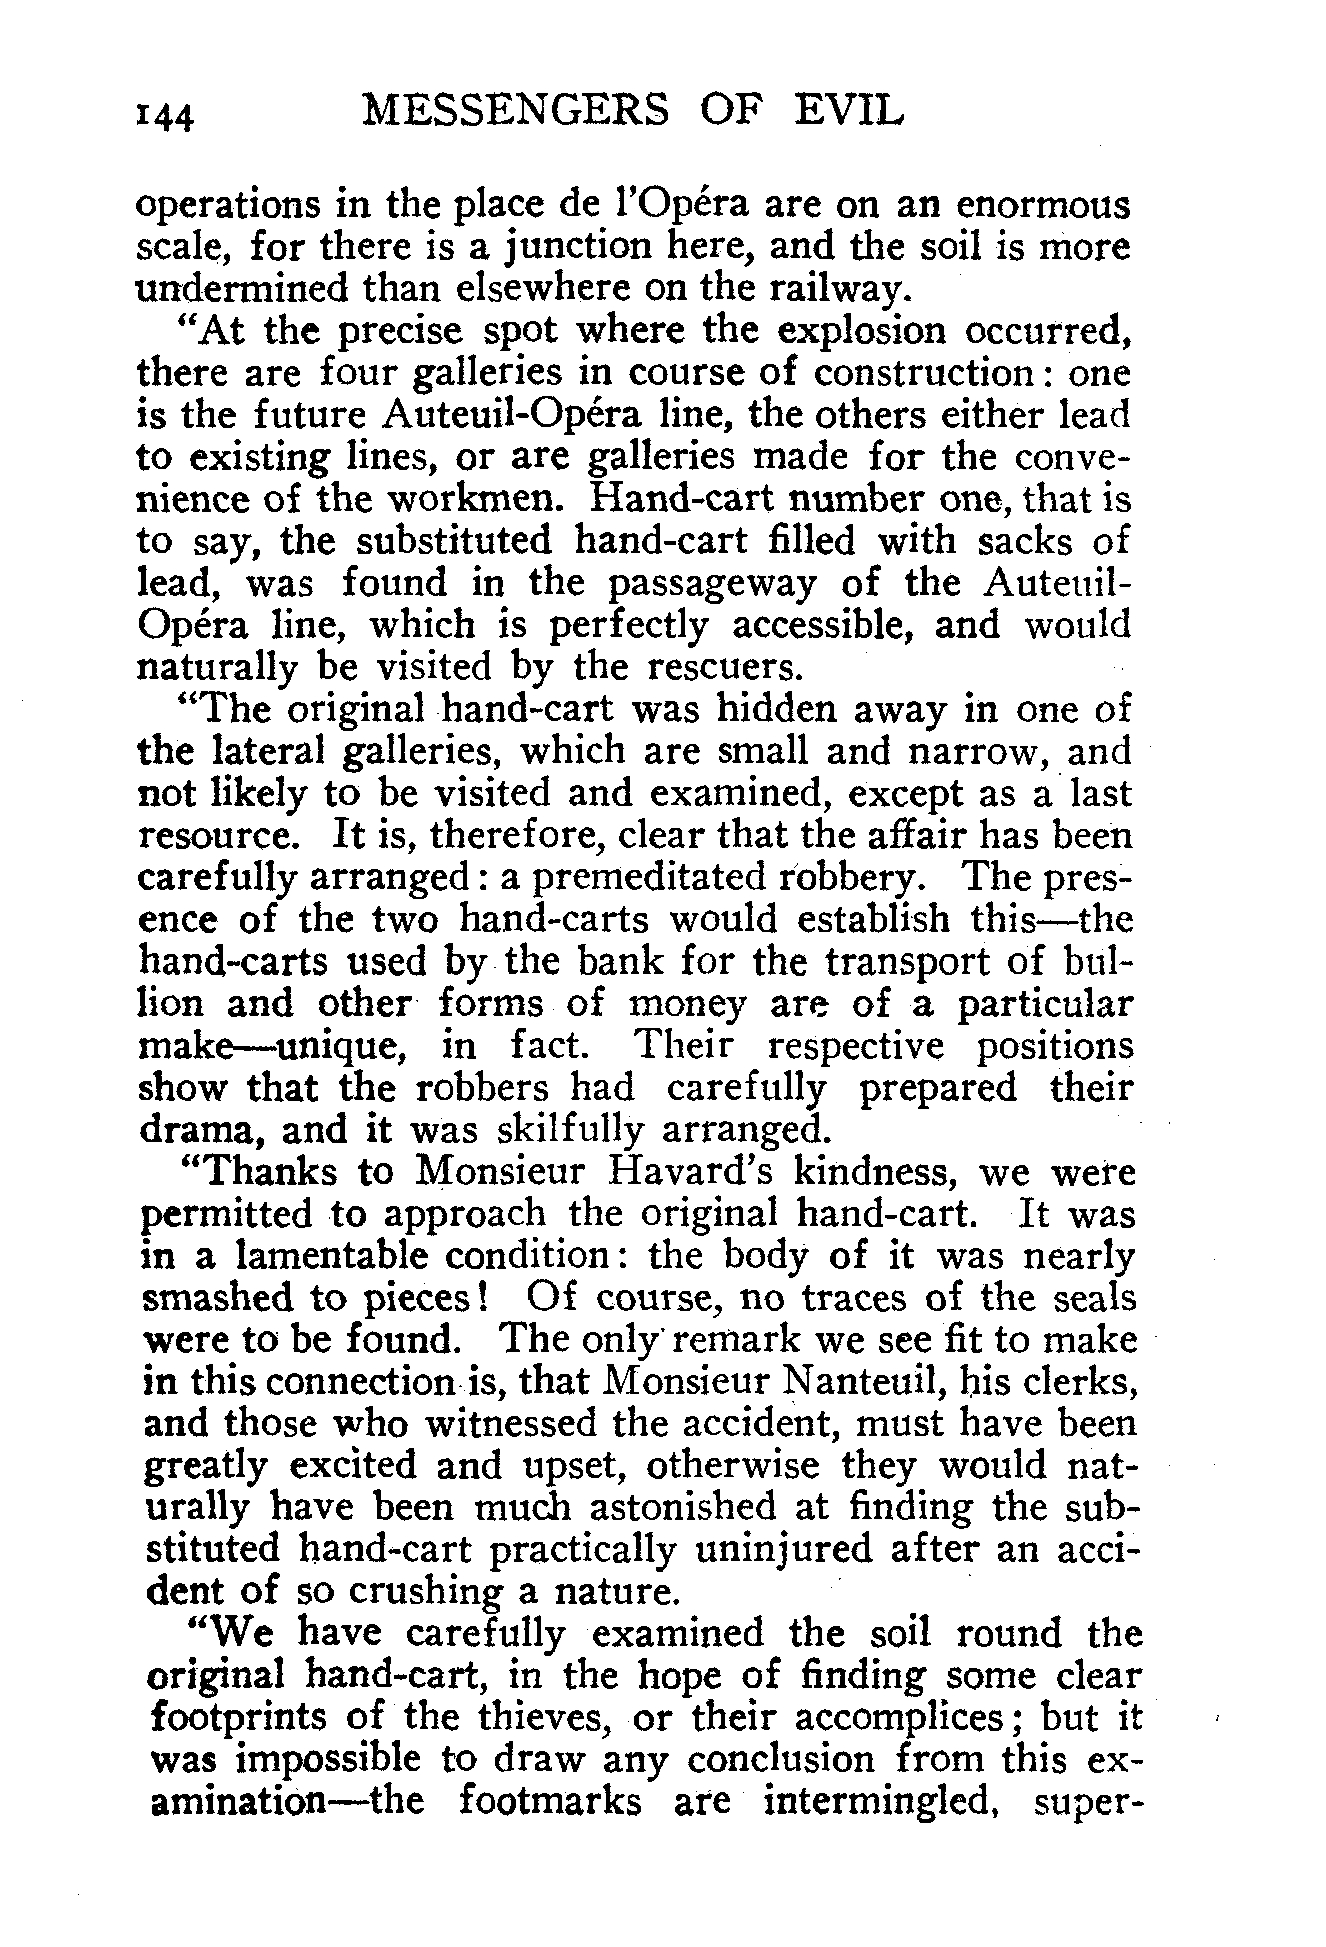 144 MESSENGERS OF EVIL
operations in the place de l'Opéra are on an enormous
scale, for there is a junction here, and the soil is more
undermined than elsewhere on the railway.
"At the precise spot where the explosion occurred,
there are four galleries in course of construction: one
is the future Auteuil-Opéra line, the others either lead
to existing lines, or are galleries made for the conve-
nience of the workmen. Hand-cart number one, that is
to say, the substituted hand-cart filled with sacks of
lead, was found in the passageway of the Auteuil-
Opéra line, which is perfectly accessible, and would
naturally be visited by the rescuers.
"The original hand-cart was hidden away in one of
the lateral galleries, which are small and narrow, and
not likely to be visited and examined, except as a last
resource. It is, therefore, clear that the affair has been
carefully arranged: a premeditated robbery. The pres-
ence of the two hand-carts would establish this—the
hand-carts used by the bank for the transport of bul-
lion and other forms of money are of a particular
make—unique, in fact. Their respective positions
show that the robbers had carefully prepared their
drama, and it was skilfully arranged.
"Thanks to Monsieur Havard's kindness, we were
permitted to approach the original hand-cart. It was
in a lamentable condition: the body of it was nearly
smashed to pieces! Of course, no traces of the seals
were to be found. The only remark we see fit to make
in this connection is, that Monsieur Nanteuil, his clerks,
and those who witnessed the accident, must have been
greatly excited and upset, otherwise they would nat-
urally have been much astonished at finding the sub-
stituted hand-cart practically uninjured after an acci-
dent of so crushing a nature.
"We have carefully examined the soil round the
original hand-cart, in the hope of finding some clear
footprints of the thieves, or their accomplices; but it
was impossible to draw any conclusion from this ex-
amination—the footmarks are intermingled, super-